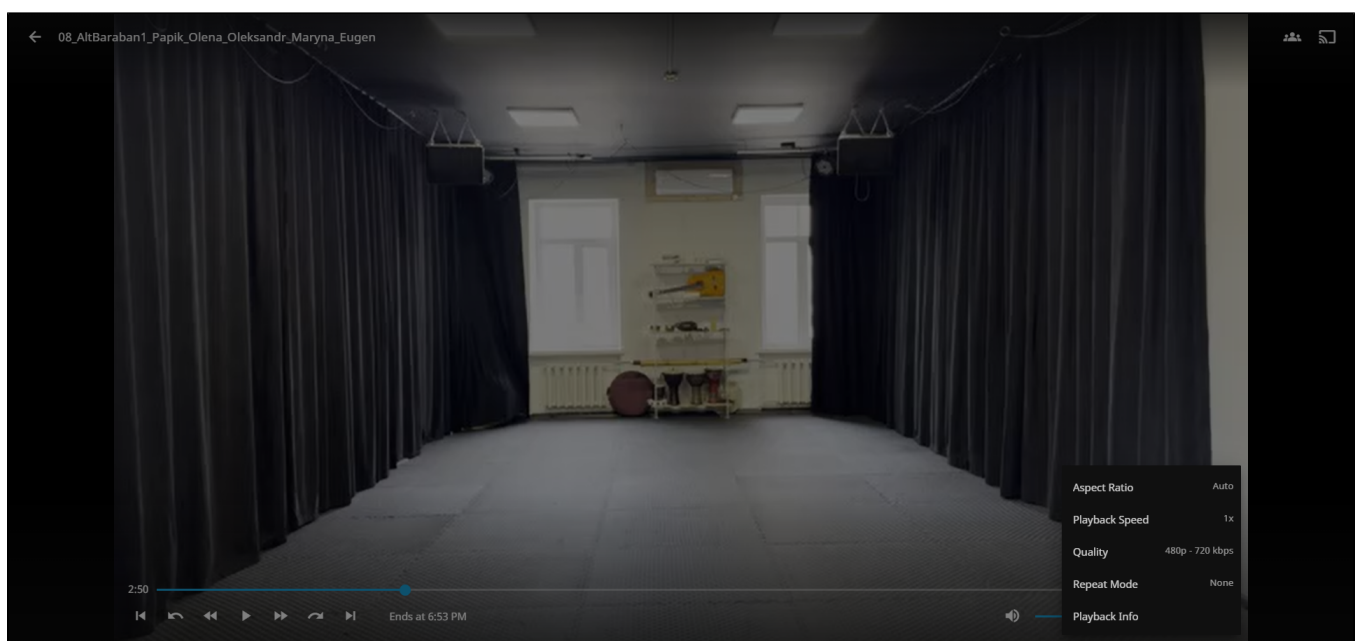 08_AltBaraban1_Papik_Olena_Oleksandr_Maryna_Eugen
Aspect Ratio Auto
Playback Speed 1x
Quality 480p - 720 kbps
Repeat Mode None
Playback Info
2:50
Ends at 6:53 PM